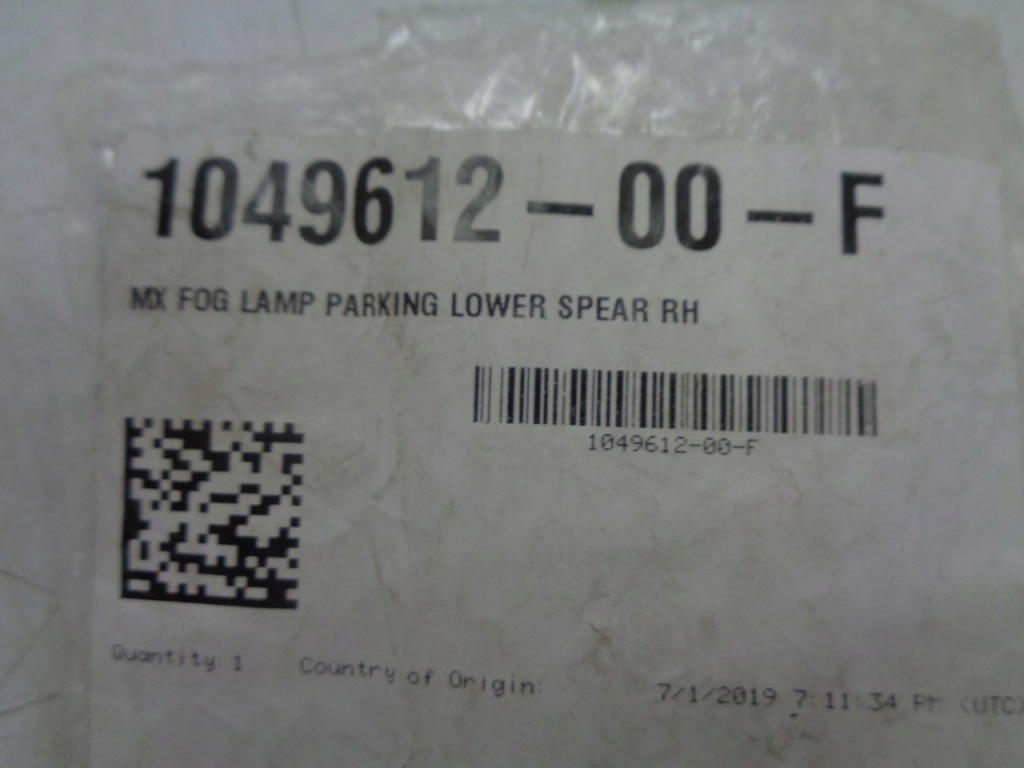 1049612-00-F
MX FOG LAMP PARKING LOWER SPEAR RH
1049612-00-F
Quantity: 1 Country of Origin: 7/1/2019 7:11:34 PM (UTC)